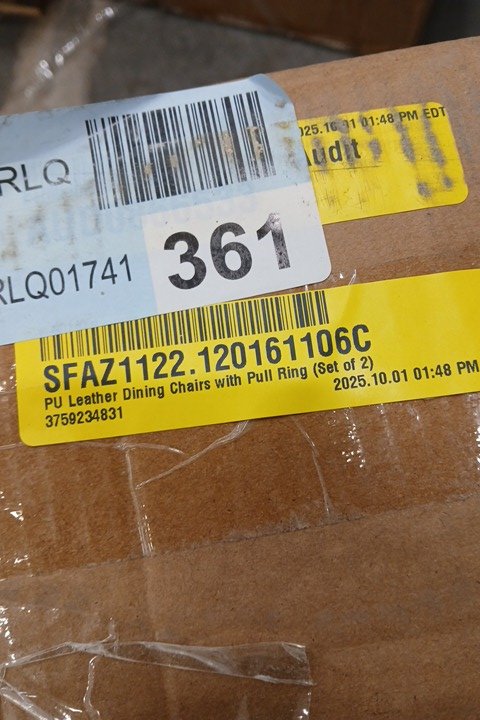 025.10.01 01:48 PM EDT
Audit
RLQ
RLQ01741
361
SFAZ1122.120161106C
PU Leather Dining Chairs with Pull Ring (Set of 2)
2025.10.01 01:48 PM
3759234831